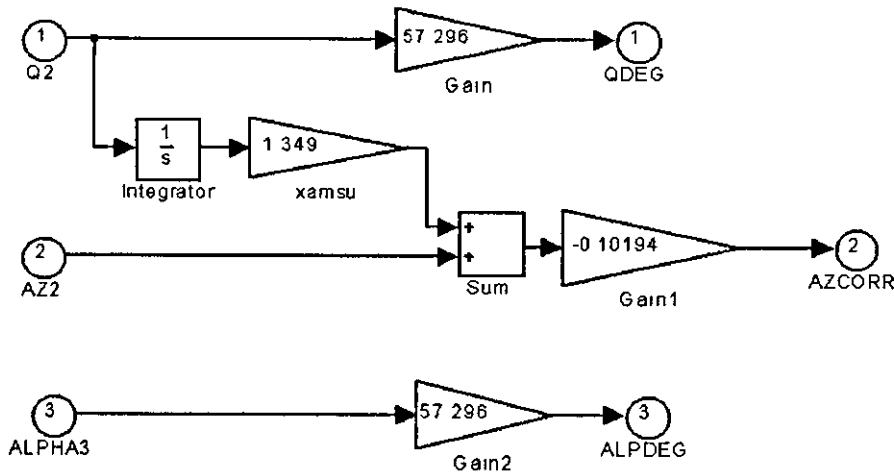 1
57 296
1
Q2
Gain
QDEG
1
s
1 349
Integrator
xamsu
+
+
2
-0 10194
2
AZ2
Sum
Gain1
AZCORR
3
57 296
3
ALPHA3
Gain2
ALPDEG